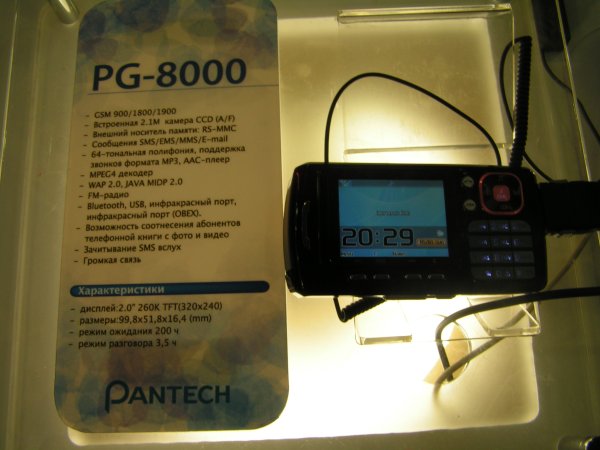 PG-8000
- GSM 900/1800/1900
- Встроенная 2.1M камера CCD (A/F)
- Внешний носитель памяти: RS-MMC
- Сообщения SMS/EMS/MMS/E-mail
- 64-тональная полифония, поддержка
звонков формата MP3, AAC-плеер
- MPEG4 декодер
- WAP 2.0, JAVA MIDP 2.0
- FM-радио
- Bluetooth, USB, инфракрасный порт,
инфракрасный порт (OBEX).
- Возможность соотнесения абонентов
телефонной книги с фото и видео
- Зачитывание SMS вслух
- Громкая связь
Характеристики
- дисплей:2.0" 260K TFT(320x240)
- размеры:99,8x51,8x16,4 (mm)
- режим ожидания 200 ч
- режим разговора 3,5 ч
PANTECH
20:29